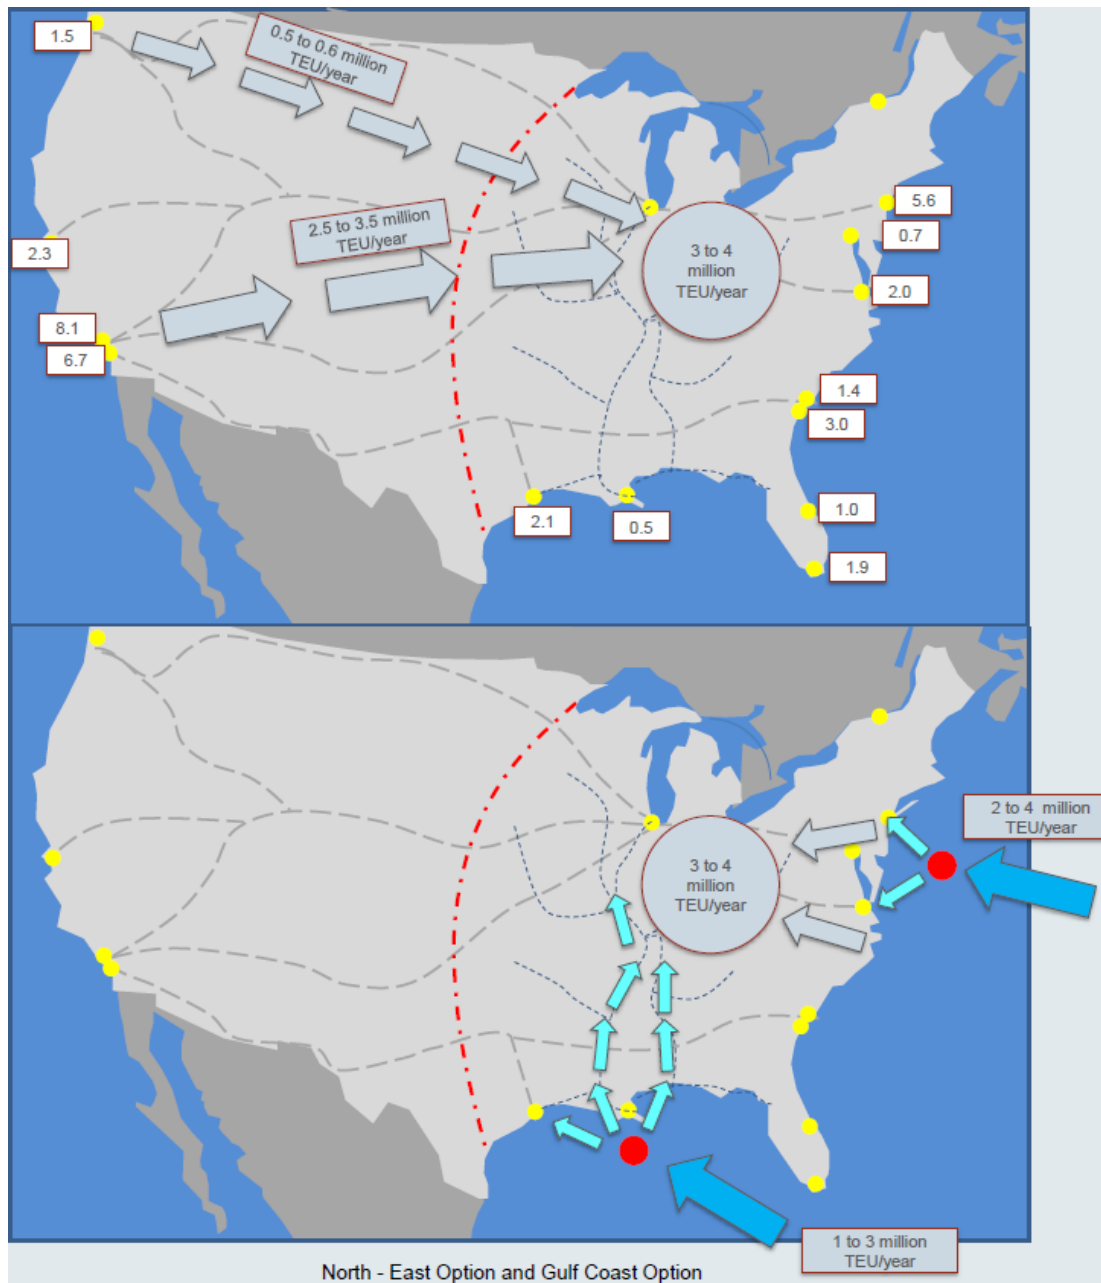 1.5
0.5 to 0.6 million
TEU/year
2.5 to 3.5 million
TEU/year
2.3
3 to 4
million
TEU/year
5.6
0.7
2.0
8.1
6.7
1.4
3.0
2.1
0.5
1.0
1.9
2 to 4 million
TEU/year
3 to 4
million
TEU/year
1 to 3 million
TEU/year
North - East Option and Gulf Coast Option